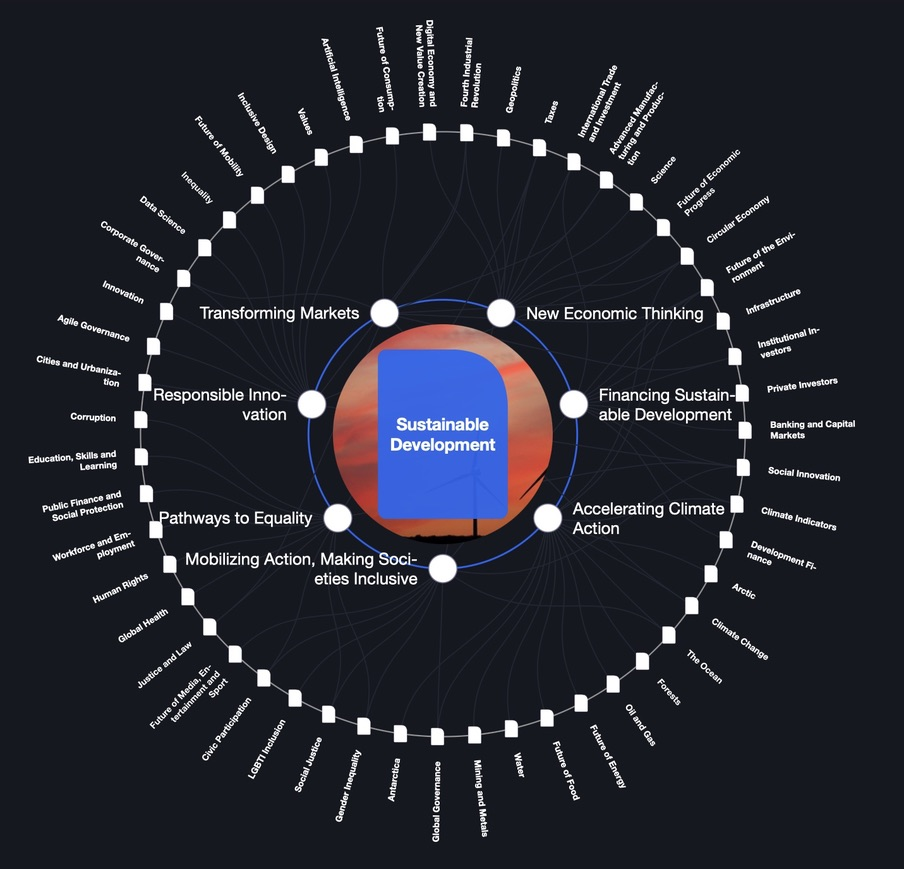 Sustainable
Development
Transforming Markets
New Economic Thinking
Financing Sustain-
able Development
Accelerating Climate
Action
Mobilizing Action, Making Soci-
eties Inclusive
Pathways to Equality
Responsible Inno-
vation
Digital Economy and
New Value Creation
Fourth Industrial
Revolution
Geopolitics
Taxes
International Trade
and Investment
Advanced Manufac-
turing and Produc-
tion
Science
Future of Economic
Progress
Circular Economy
Future of the Envi-
ronment
Infrastructure
Institutional In-
vestors
Private Investors
Banking and Capital
Markets
Social Innovation
Climate Indicators
Development Fi-
nance
Arctic
Climate Change
The Ocean
Forests
Oil and Gas
Future of Energy
Future of Food
Water
Mining and Metals
Global Governance
Antarctica
Gender Inequality
Social Justice
LGBTI Inclusion
Civic Participation
Future of Media, En-
tertainment and
Sport
Justice and Law
Global Health
Human Rights
Workforce and Em-
ployment
Public Finance and
Social Protection
Education, Skills and
Learning
Corruption
Cities and Urbaniza-
tion
Agile Governance
Innovation
Corporate Gover-
nance
Data Science
Inequality
Future of Mobility
Inclusive Design
Values
Artificial Intelligence
Future of Consump-
tion